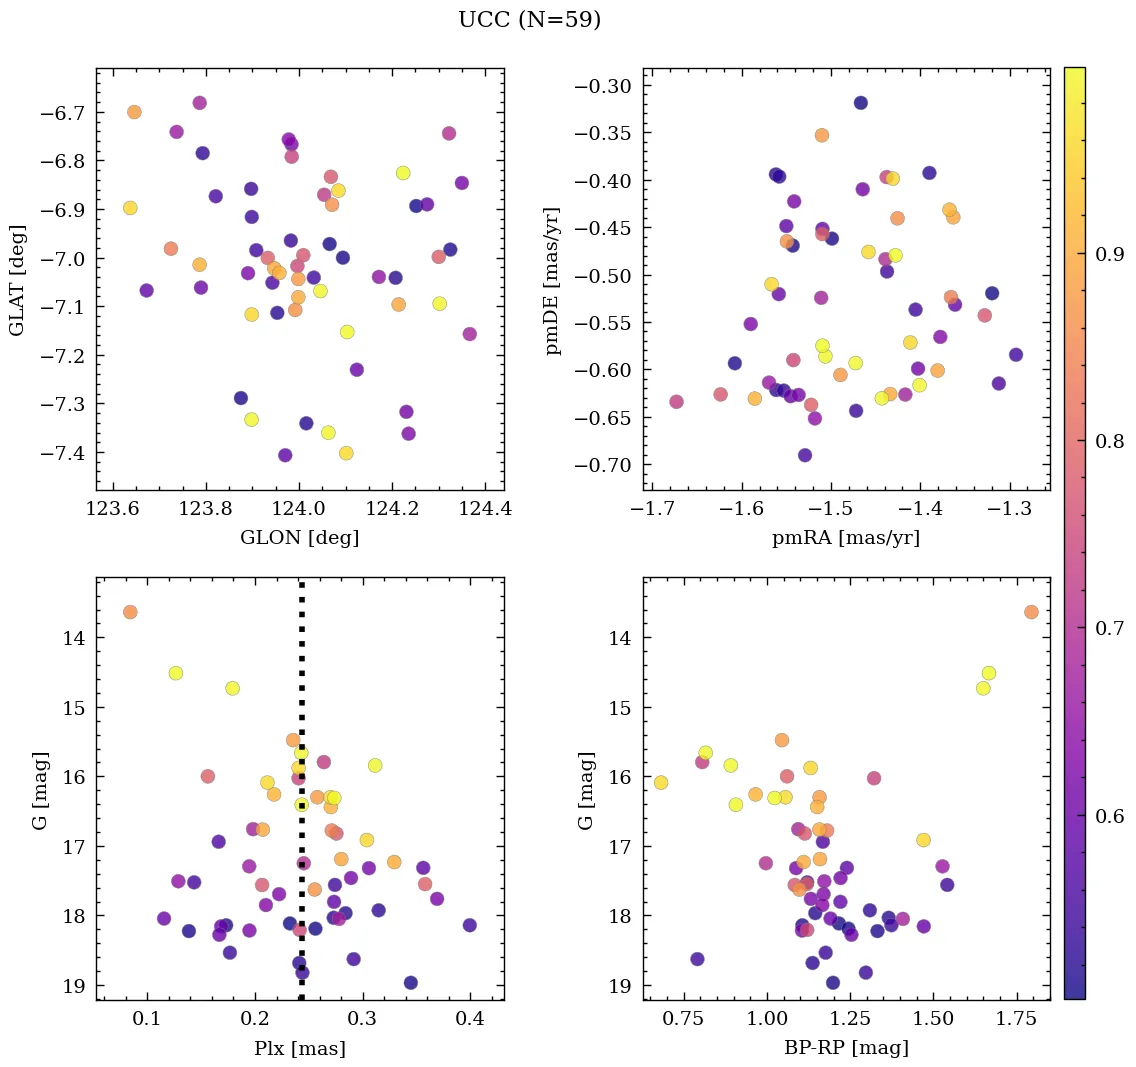 UCC (N=59)
−6.7
−6.8
−6.9
−7.0
−7.1
−7.2
−7.3
−7.4
GLAT [deg]
123.6 123.8 124.0 124.2 124.4
GLON [deg]
−0.30
−0.35
−0.40
−0.45
−0.50
−0.55
−0.60
−0.65
−0.70
pmDE [mas/yr]
−1.7 −1.6 −1.5 −1.4 −1.3
pmRA [mas/yr]
14
15
16
17
18
19
G [mag]
0.1 0.2 0.3 0.4
Plx [mas]
14
15
16
17
18
19
G [mag]
0.75 1.00 1.25 1.50 1.75
BP-RP [mag]
0.9
0.8
0.7
0.6